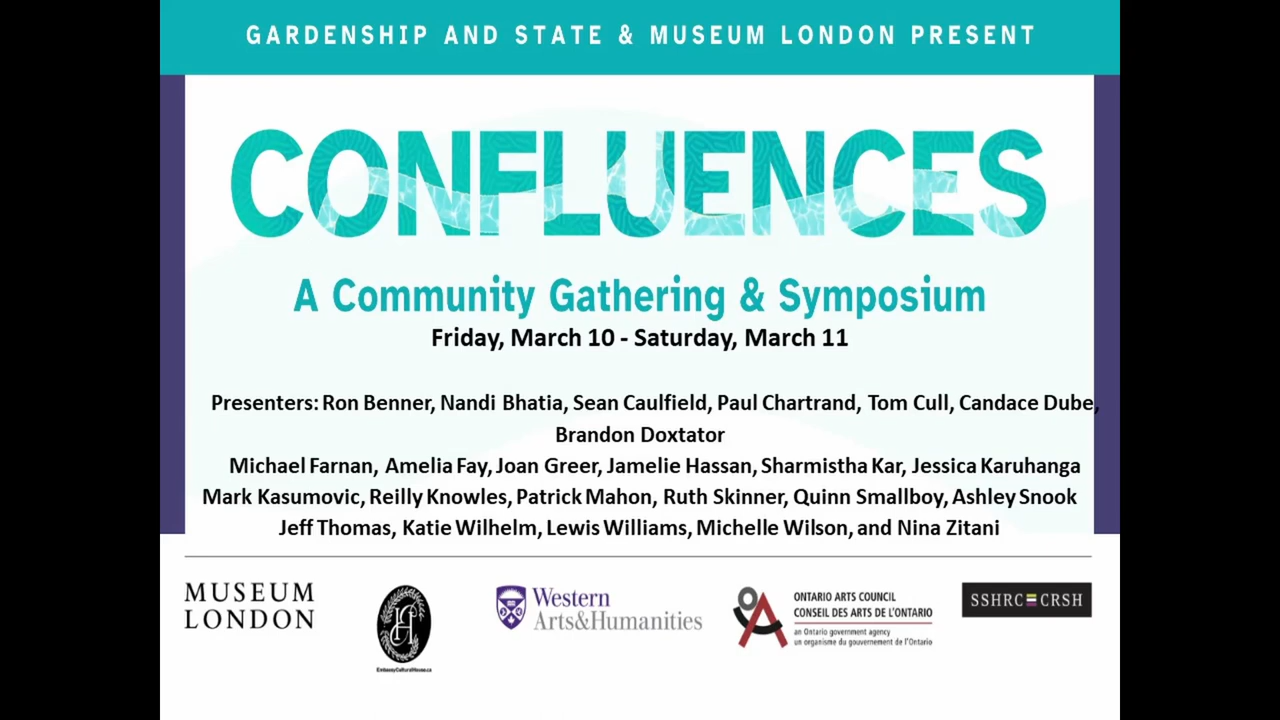 GARDENSHIP AND STATE & MUSEUM LONDON PRESENT
CONFLUENCES
A Community Gathering & Symposium
Friday, March 10 - Saturday, March 11
Presenters: Ron Benner, Nandi Bhatia, Sean Caulfield, Paul Chartrand, Tom Cull, Candace Dube,
Brandon Doxtator
Michael Farnan, Amelia Fay, Joan Greer, Jamelie Hassan, Sharmistha Kar, Jessica Karuhanga
Mark Kasumovic, Reilly Knowles, Patrick Mahon, Ruth Skinner, Quinn Smallboy, Ashley Snook
Jeff Thomas, Katie Wilhelm, Lewis Williams, Michelle Wilson, and Nina Zitani
MUSEUM
LONDON
EmbassyCulturalHouse.ca
Western
Arts&Humanities
ONTARIO ARTS COUNCIL
CONSEIL DES ARTS DE L'ONTARIO
an Ontario government agency
un organisme du gouvernement de l'Ontario
SSHRC CRSH